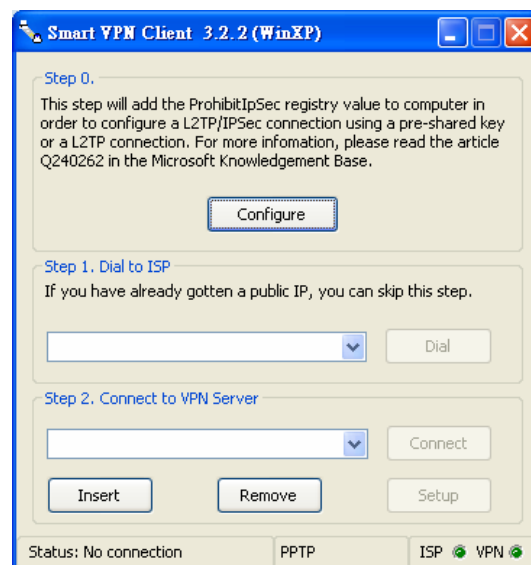 Smart VPN Client 3.2.2 (WinXP)
Step 0.
This step will add the ProhibitIpSec registry value to computer in
order to configure a L2TP/IPSec connection using a pre-shared key
or a L2TP connection. For more infomation, please read the article
Q240262 in the Microsoft Knowledgement Base.
Configure
Step 1. Dial to ISP
If you have already gotten a public IP, you can skip this step.
Dial
Step 2. Connect to VPN Server
Connect
Insert Remove Setup
Status: No connection PPTP ISP VPN